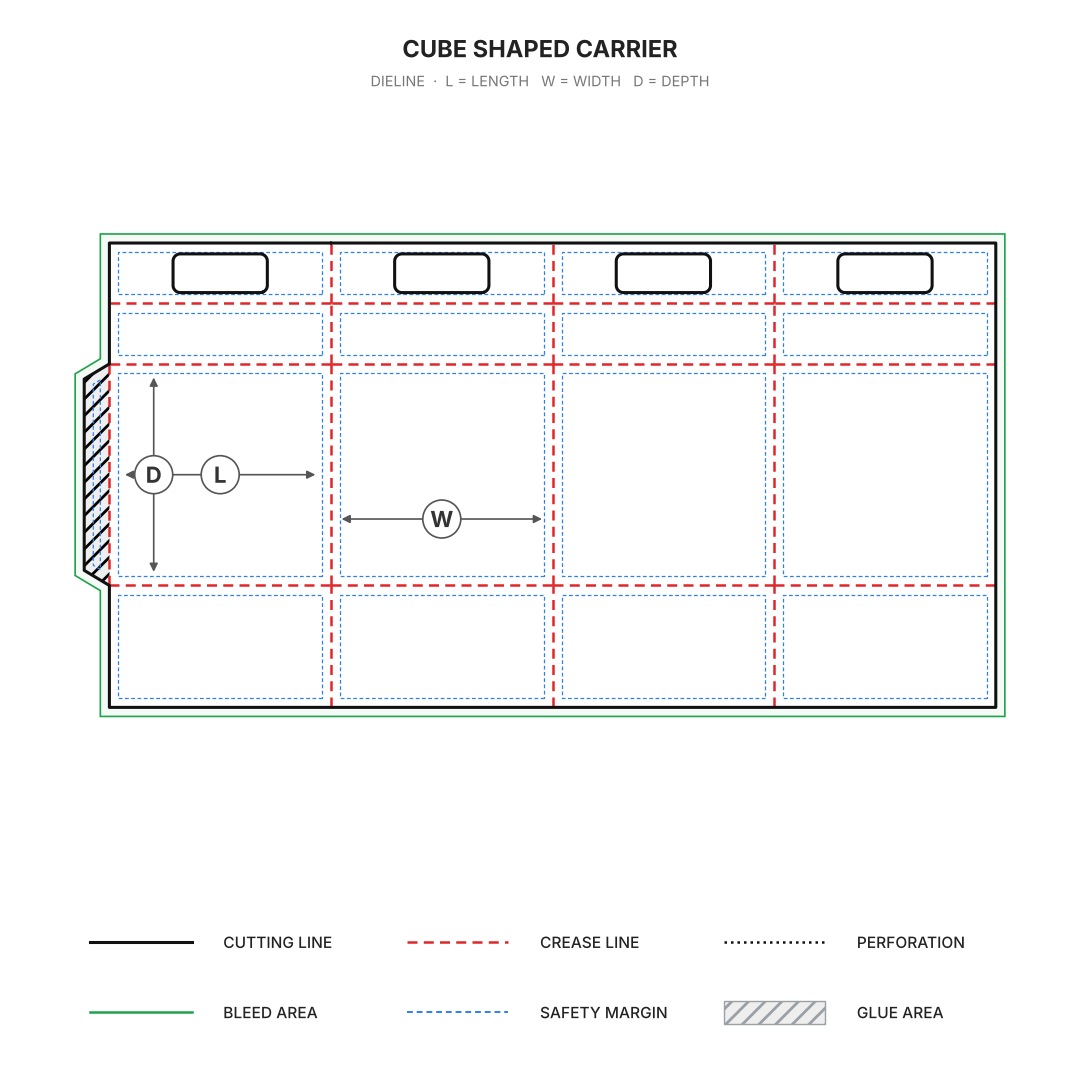 CUBE SHAPED CARRIER
DIELINE · L = LENGTH W = WIDTH D = DEPTH
D
L
W
CUTTING LINE
CREASE LINE
PERFORATION
BLEED AREA
SAFETY MARGIN
GLUE AREA